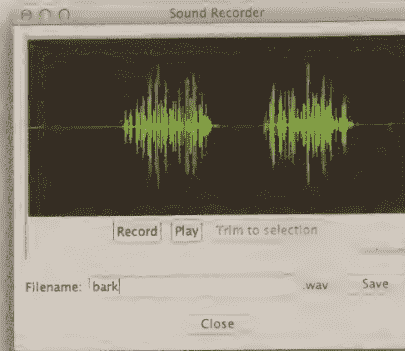 Sound Recorder
Record Play Trim to selection
Filename: bark .wav Save
Close